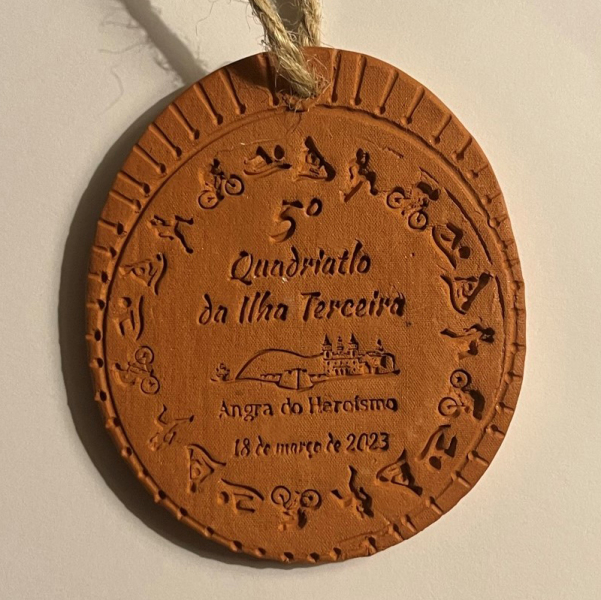 5º
Quadriatlo
da Ilha Terceira
Angra do Heroísmo
18 de março de 2023